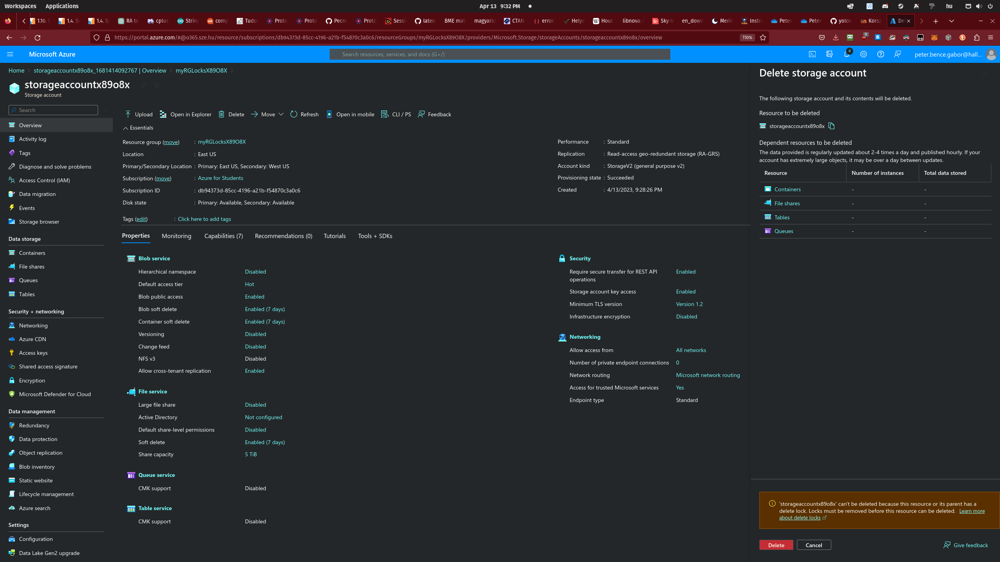 Workspaces Applications Apr 13 9:32 PM hu
1.10. 1.4. 1.4. RA to cplus String comp Tudo Proto Proto Pecne Proto Sessi latex BME mat magyarld CTAN: errors Helye Hour libnova: Sky-W en_down Merid Instru Peter Peter yolov Korsz De
https://portal.azure.com/#@o365.sze.hu/resource/subscriptions/db94373d-85cc-4196-a21b-f54870c3a0c6/resourceGroups/myRGLocksX89O8X/providers/Microsoft.Storage/storageAccounts/storageaccountx89o8x/overview 110% 6
Microsoft Azure Search resources, services, and docs (G+/) 4 peter.bence.gabor@hall...
Home storageaccountx89o8x_1681414092767 | Overview myRGLocksX89O8X
storageaccountx89o8x
Storage account
Search
Overview
Activity log
Tags
Diagnose and solve problems
Access Control (IAM)
Data migration
Events
Storage browser
Data storage
Containers
File shares
Queues
Tables
Security + networking
Networking
Azure CDN
Access keys
Shared access signature
Encryption
Microsoft Defender for Cloud
Data management
Redundancy
Data protection
Object replication
Blob inventory
Static website
Lifecycle management
Azure search
Settings
Configuration
Data Lake Gen2 upgrade
Upload Open in Explorer Delete Move Refresh Open in mobile CLI / PS Feedback
Essentials
Resource group (move) : myRGLocksX89O8X
Location : East US
Primary/Secondary Location : Primary: East US, Secondary: West US
Subscription (move) : Azure for Students
Subscription ID : db94373d-85cc-4196-a21b-f54870c3a0c6
Disk state : Primary: Available, Secondary: Available
Tags (edit) : Click here to add tags
Performance : Standard
Replication : Read-access geo-redundant storage (RA-GRS)
Account kind : StorageV2 (general purpose v2)
Provisioning state : Succeeded
Created : 4/13/2023, 9:28:26 PM
Properties Monitoring Capabilities (7) Recommendations (0) Tutorials Tools + SDKs
Blob service
Hierarchical namespace Disabled
Default access tier Hot
Blob public access Enabled
Blob soft delete Enabled (7 days)
Container soft delete Enabled (7 days)
Versioning Disabled
Change feed Disabled
NFS v3 Disabled
Allow cross-tenant replication Enabled
File service
Large file share Disabled
Active Directory Not configured
Default share-level permissions Disabled
Soft delete Enabled (7 days)
Share capacity 5 TiB
Queue service
CMK support Disabled
Table service
CMK support Disabled
Security
Require secure transfer for REST API Enabled
operations
Storage account key access Enabled
Minimum TLS version Version 1.2
Infrastructure encryption Disabled
Networking
Allow access from All networks
Number of private endpoint connections 0
Network routing Microsoft network routing
Access for trusted Microsoft services Yes
Endpoint type Standard
Delete storage account
The following storage account and its contents will be deleted.
Resource to be deleted
storageaccountx89o8x
Dependent resources to be deleted
The data provided is regularly updated about 2-4 times a day and published hourly. If your
account has extremely large objects, it may be over a day between updates.
Resource Number of instances Total data stored
Containers - -
File shares - -
Tables - -
Queues - -
'storageaccountx89o8x' can't be deleted because this resource or its parent has a
delete lock. Locks must be removed before this resource can be deleted. Learn more
about delete locks
Delete Cancel Give feedback